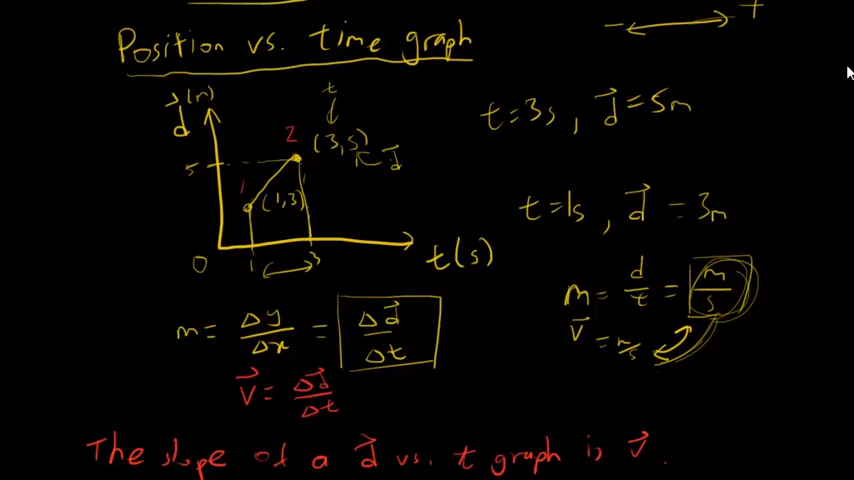 Position vs. time graph
- +
d⃗ (m)
t
2
(3,5)
d⃗
5
1
(1,3)
0
1
3
t(s)
t=3s, d⃗=5m
t=1s, d⃗=3m
m = d/t = m/s
v⃗ = m/s
m = Δy/Δx = Δd⃗/Δt
v⃗ = Δd⃗/Δt
The slope of a d⃗ vs. t graph is v⃗.